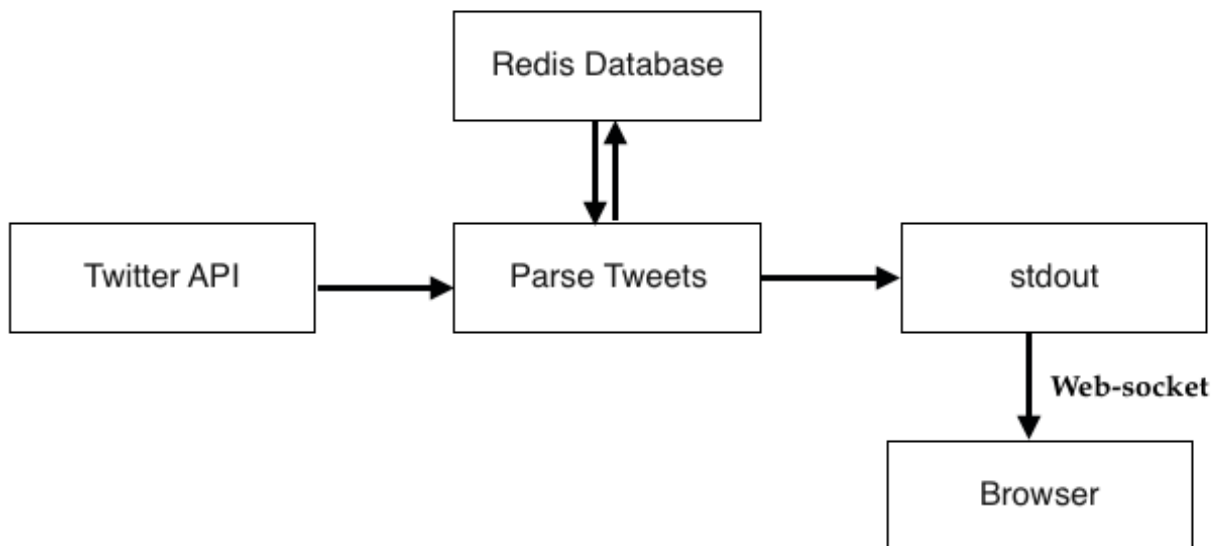 Redis Database
Twitter API
Parse Tweets
stdout
Web-socket
Browser